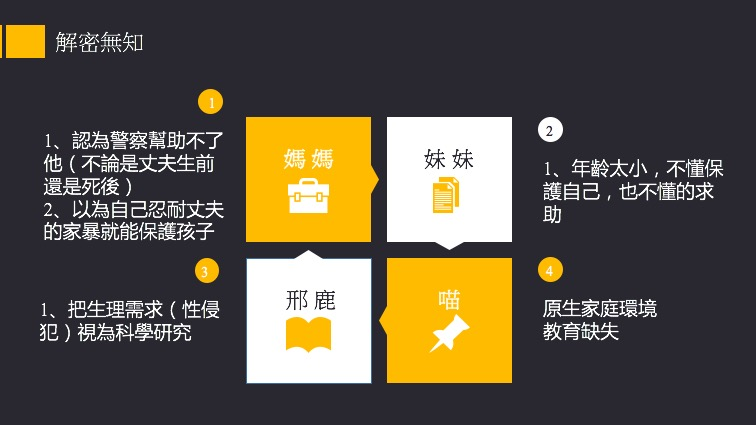 解密無知
1
1、認為警察幫助不了
他（不論是丈夫生前
還是死後）
2、以為自己忍耐丈夫
的家暴就能保護孩子
媽媽
妹妹
2
1、年齡太小，不懂保
護自己，也不懂的求
助
3
1、把生理需求（性侵
犯）視為科學研究
邢鹿
喵
4
原生家庭環境
教育缺失